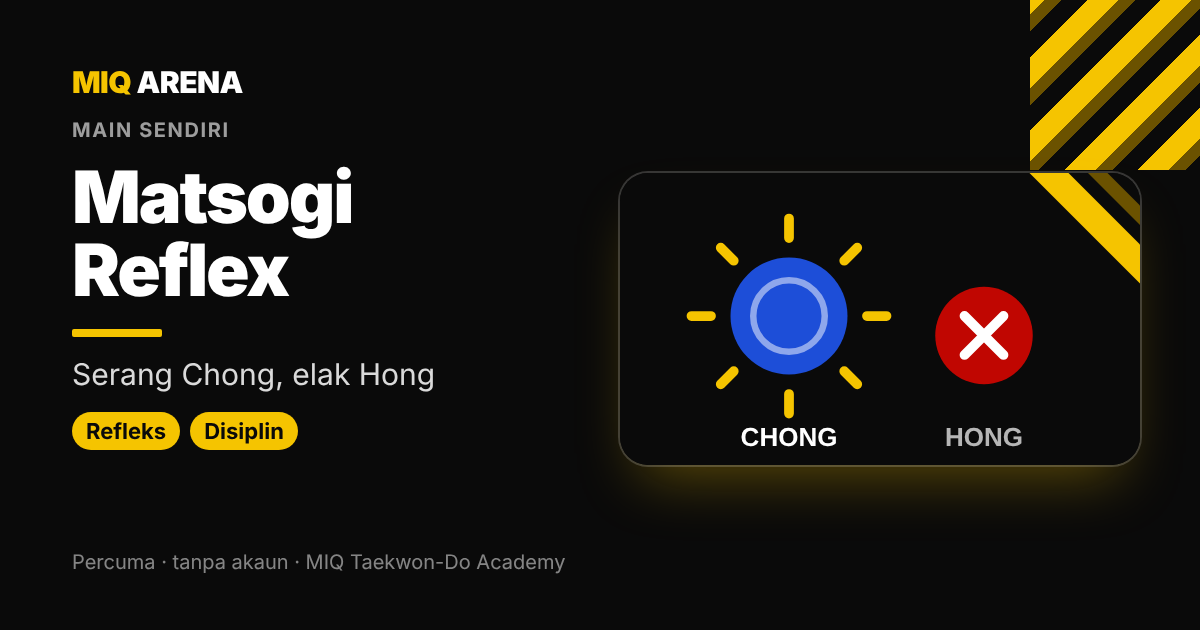 MIQ ARENA
MAIN SENDIRI
Matsogi
Reflex
Serang Chong, elak Hong
Refleks Disiplin
CHONG HONG
Percuma · tanpa akaun · MIQ Taekwon-Do Academy